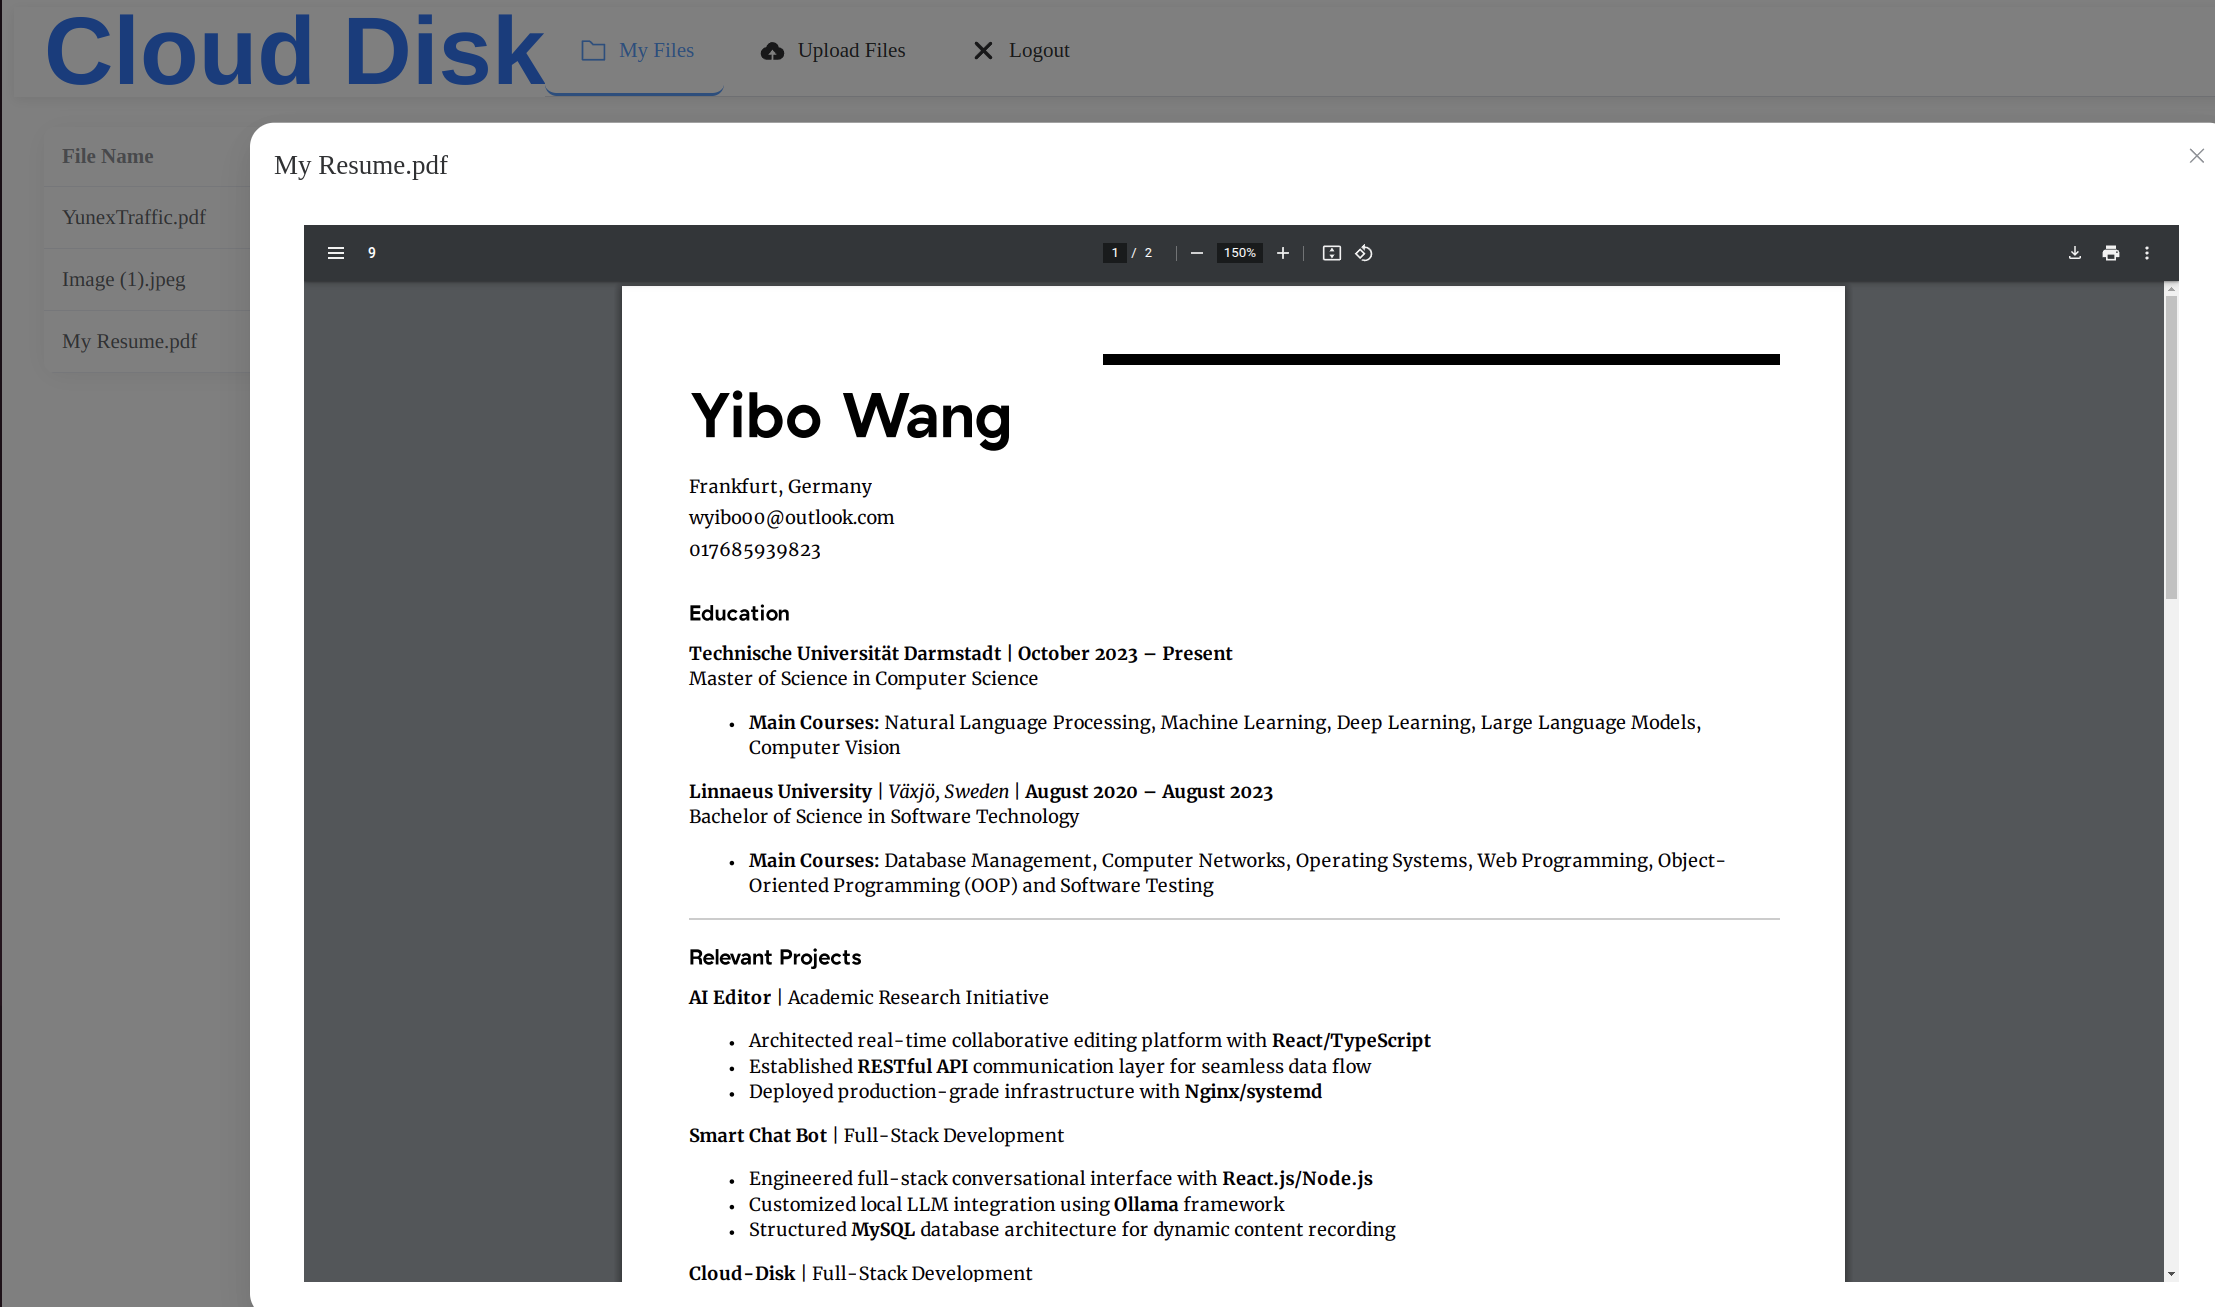 Cloud Disk
My Files
Upload Files
Logout
File Name
YunexTraffic.pdf
Image (1).jpeg
My Resume.pdf
My Resume.pdf
9
1 / 2
150%
Yibo Wang
Frankfurt, Germany
wyibo00@outlook.com
017685939823
Education
Technische Universität Darmstadt | October 2023 – Present
Master of Science in Computer Science
• Main Courses: Natural Language Processing, Machine Learning, Deep Learning, Large Language Models,
Computer Vision
Linnaeus University | Växjö, Sweden | August 2020 – August 2023
Bachelor of Science in Software Technology
• Main Courses: Database Management, Computer Networks, Operating Systems, Web Programming, Object-
Oriented Programming (OOP) and Software Testing
Relevant Projects
AI Editor | Academic Research Initiative
• Architected real-time collaborative editing platform with React/TypeScript
• Established RESTful API communication layer for seamless data flow
• Deployed production-grade infrastructure with Nginx/systemd
Smart Chat Bot | Full-Stack Development
• Engineered full-stack conversational interface with React.js/Node.js
• Customized local LLM integration using Ollama framework
• Structured MySQL database architecture for dynamic content recording
Cloud-Disk | Full-Stack Development